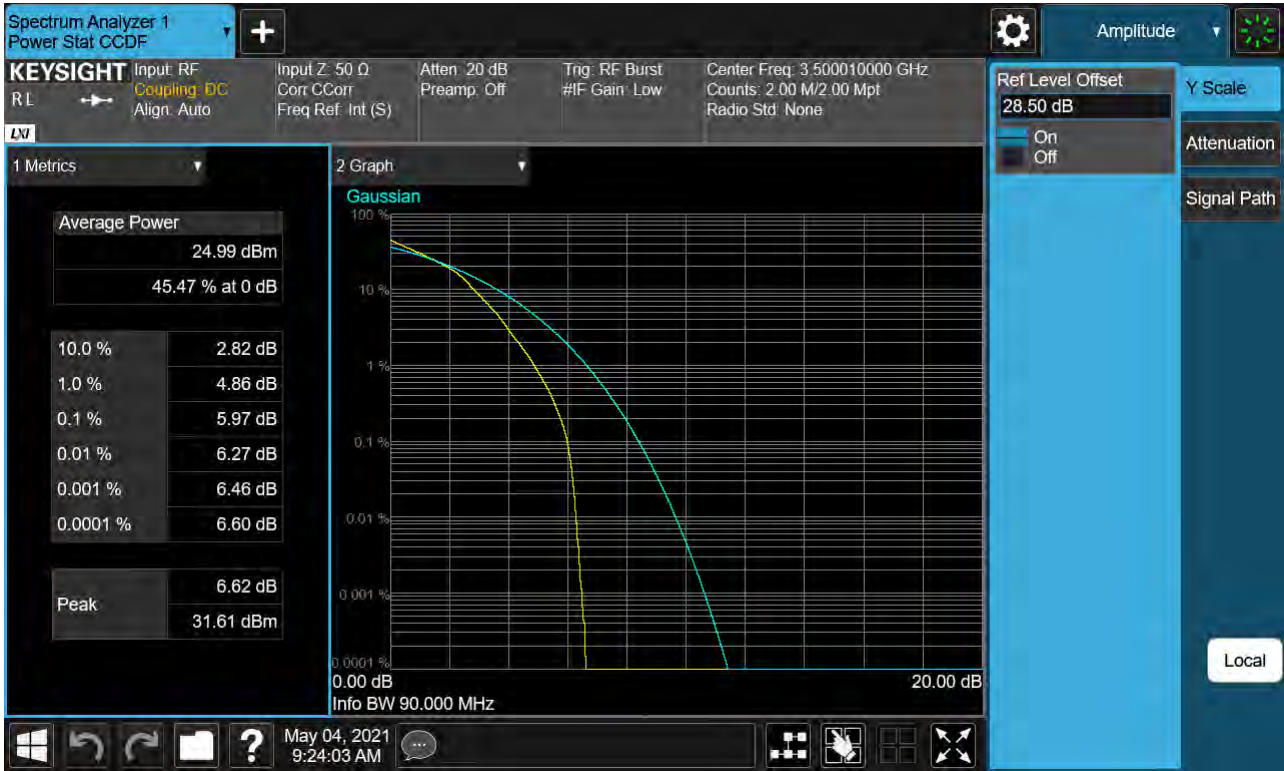 Spectrum Analyzer 1
Power Stat CCDF
Amplitude
KEYSIGHT
RL
LXI
Input: RF
Coupling: DC
Align: Auto
Input Z: 50 Ω
Corr CCorr
Freq Ref: Int (S)
Atten: 20 dB
Preamp: Off
Trig: RF Burst
#IF Gain: Low
Center Freq: 3.500010000 GHz
Counts: 2.00 M/2.00 Mpt
Radio Std: None
Ref Level Offset
28.50 dB
On
Off
Y Scale
Attenuation
Signal Path
1 Metrics
Average Power
24.99 dBm
45.47 % at 0 dB
10.0 % 2.82 dB
1.0 % 4.86 dB
0.1 % 5.97 dB
0.01 % 6.27 dB
0.001 % 6.46 dB
0.0001 % 6.60 dB
Peak
6.62 dB
31.61 dBm
2 Graph
Gaussian
100 %
10 %
1 %
0.1 %
0.01 %
0.001 %
0.0001 %
0.00 dB 20.00 dB
Info BW 90.000 MHz
Local
?
May 04, 2021
9:24:03 AM